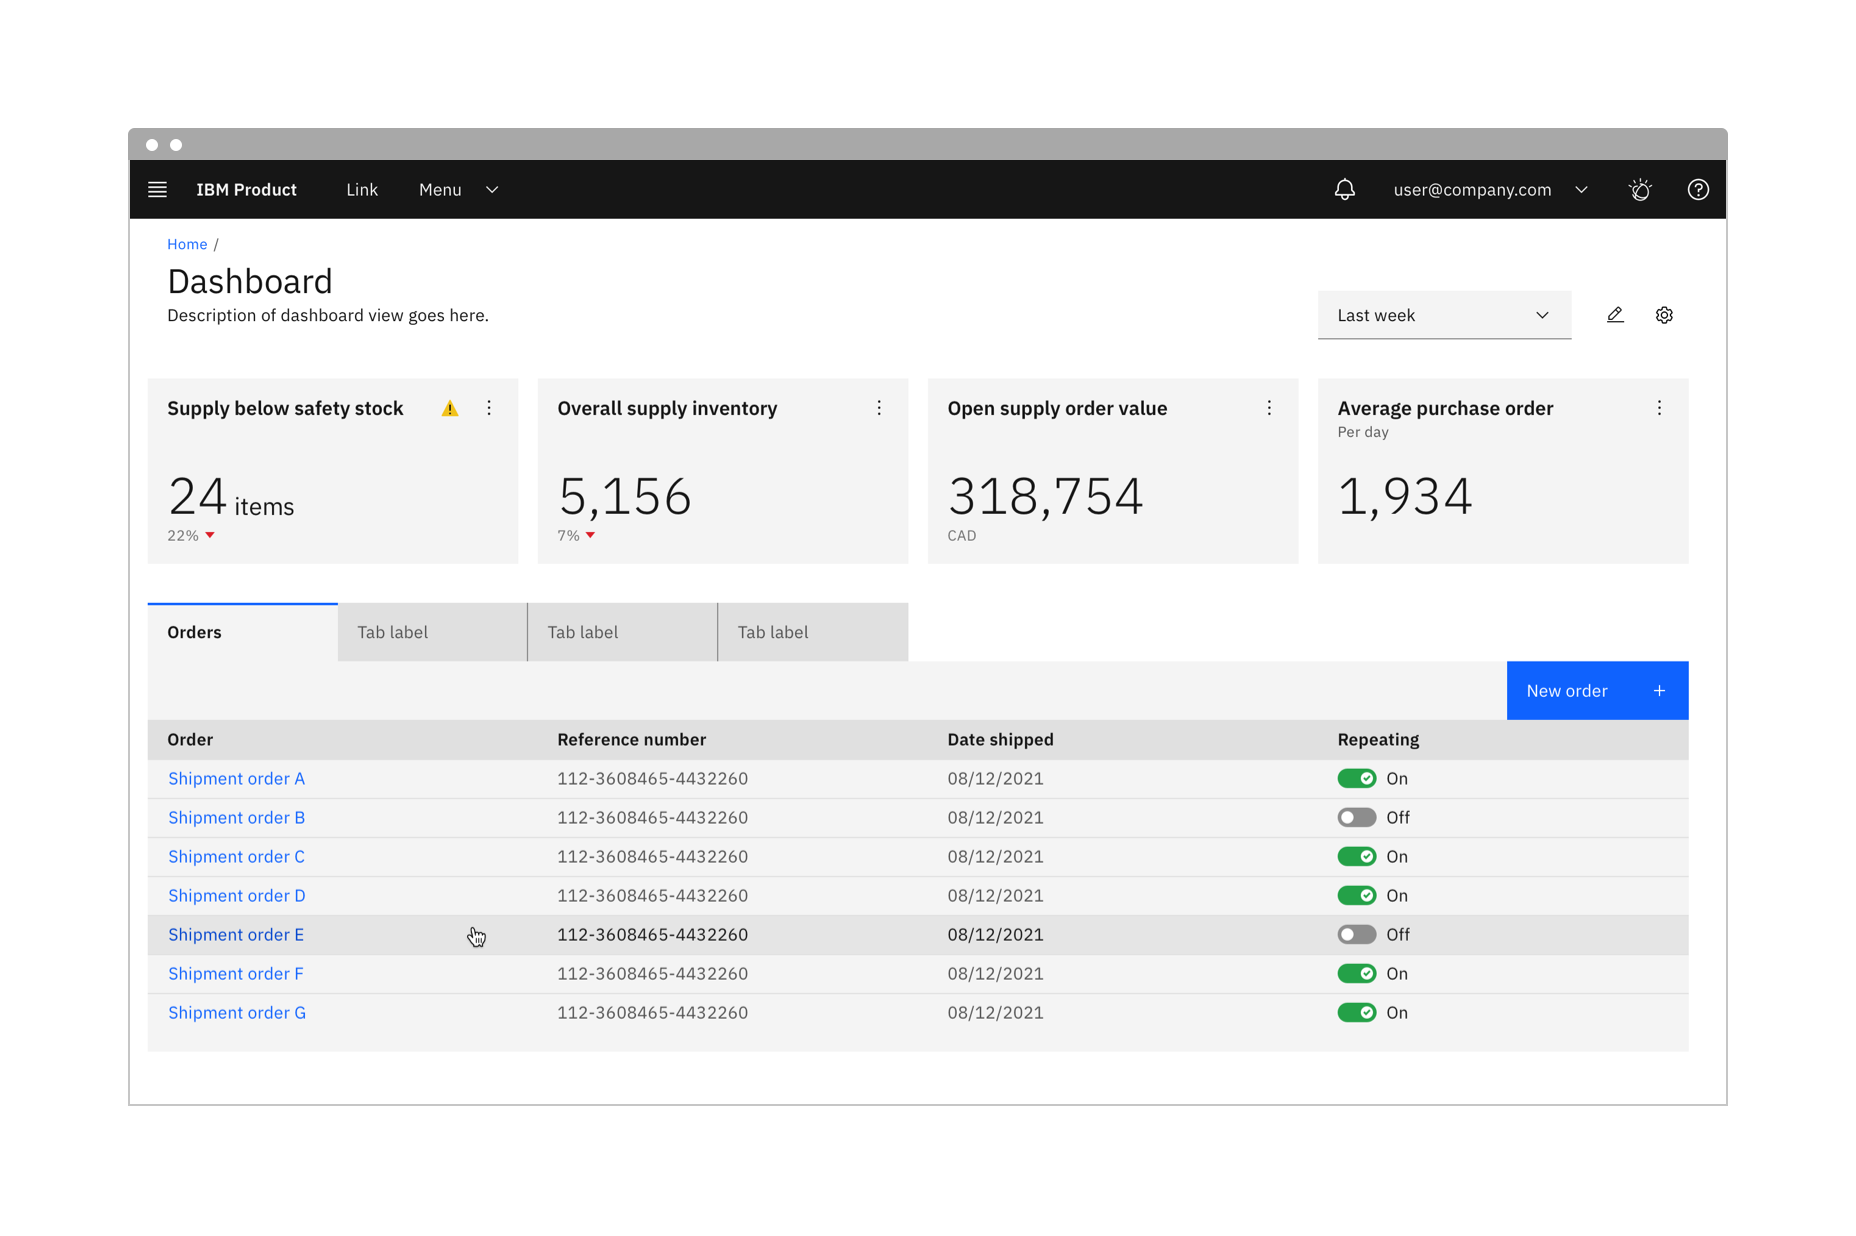 IBM Product Link Menu user@company.com
Home /
Dashboard
Description of dashboard view goes here.
Last week
Supply below safety stock
24 items
22%
Overall supply inventory
5,156
7%
Open supply order value
318,754
CAD
Average purchase order
Per day
1,934
Orders Tab label Tab label Tab label
New order +
Order Reference number Date shipped Repeating
Shipment order A 112-3608465-4432260 08/12/2021 On
Shipment order B 112-3608465-4432260 08/12/2021 Off
Shipment order C 112-3608465-4432260 08/12/2021 On
Shipment order D 112-3608465-4432260 08/12/2021 On
Shipment order E 112-3608465-4432260 08/12/2021 Off
Shipment order F 112-3608465-4432260 08/12/2021 On
Shipment order G 112-3608465-4432260 08/12/2021 On